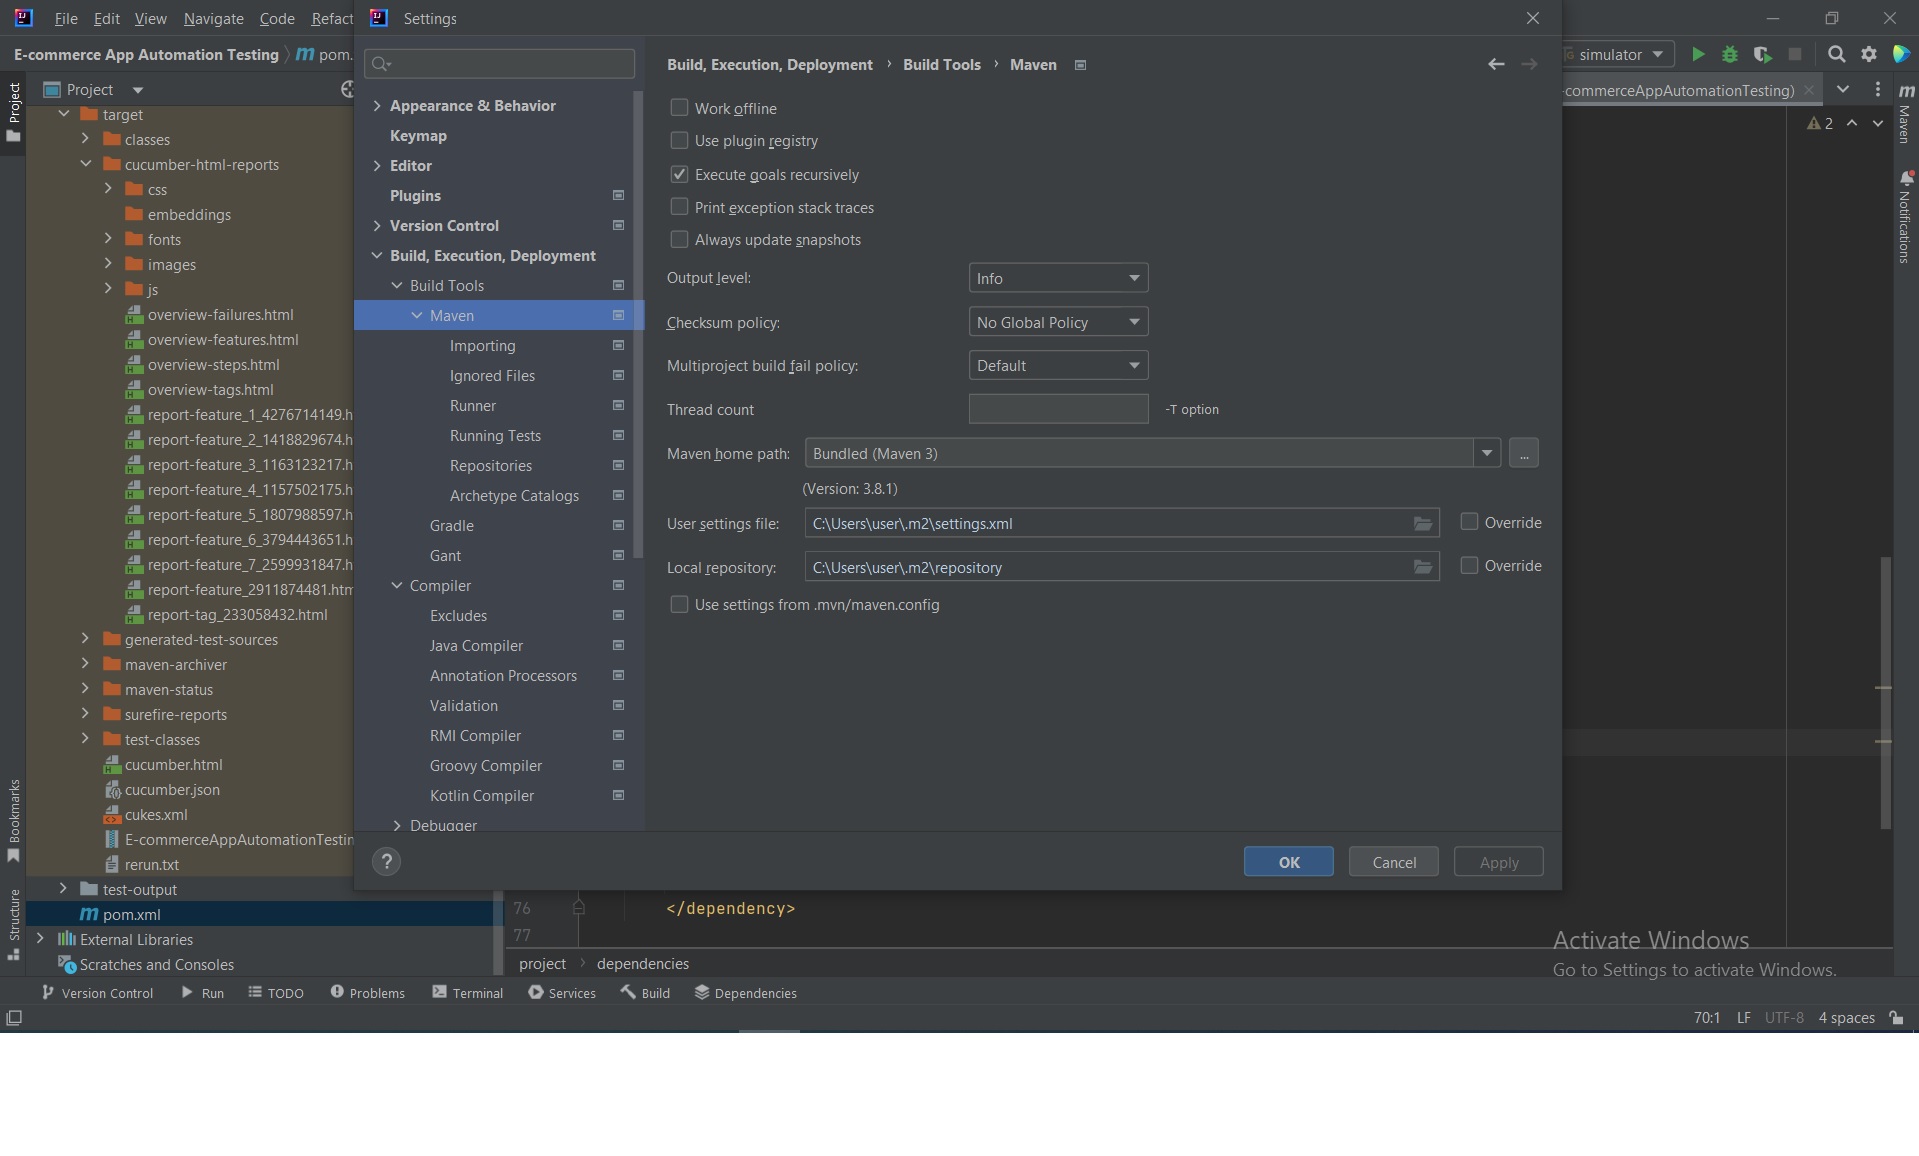 File Edit View Navigate Code Refact
Settings
E-commerce App Automation Testing pom.
simulator
Project
Build, Execution, Deployment › Build Tools › Maven
-commerceAppAutomationTesting)
2
Project
Maven
Notifications
Bookmarks
Structure
target
classes
cucumber-html-reports
css
embeddings
fonts
images
js
overview-failures.html
overview-features.html
overview-steps.html
overview-tags.html
report-feature_1_4276714149.h
report-feature_2_1418829674.h
report-feature_3_1163123217.h
report-feature_4_1157502175.h
report-feature_5_1807988597.h
report-feature_6_3794443651.h
report-feature_7_2599931847.h
report-feature_2911874481.htm
report-tag_233058432.html
generated-test-sources
maven-archiver
maven-status
surefire-reports
test-classes
cucumber.html
cucumber.json
cukes.xml
E-commerceAppAutomationTestin
rerun.txt
test-output
pom.xml
External Libraries
Scratches and Consoles
Appearance & Behavior
Keymap
Editor
Plugins
Version Control
Build, Execution, Deployment
Build Tools
Maven
Importing
Ignored Files
Runner
Running Tests
Repositories
Archetype Catalogs
Gradle
Gant
Compiler
Excludes
Java Compiler
Annotation Processors
Validation
RMI Compiler
Groovy Compiler
Kotlin Compiler
Debugger
Work offline
Use plugin registry
Execute goals recursively
Print exception stack traces
Always update snapshots
Output level: Info
Checksum policy: No Global Policy
Multiproject build fail policy: Default
Thread count -T option
Maven home path: Bundled (Maven 3) ...
(Version: 3.8.1)
User settings file: C:\Users\user\.m2\settings.xml Override
Local repository: C:\Users\user\.m2\repository Override
Use settings from .mvn/maven.config
? OK Cancel Apply
76 </dependency>
77
project › dependencies
Activate Windows
Go to Settings to activate Windows.
Version Control Run TODO Problems Terminal Services Build Dependencies
70:1 LF UTF-8 4 spaces